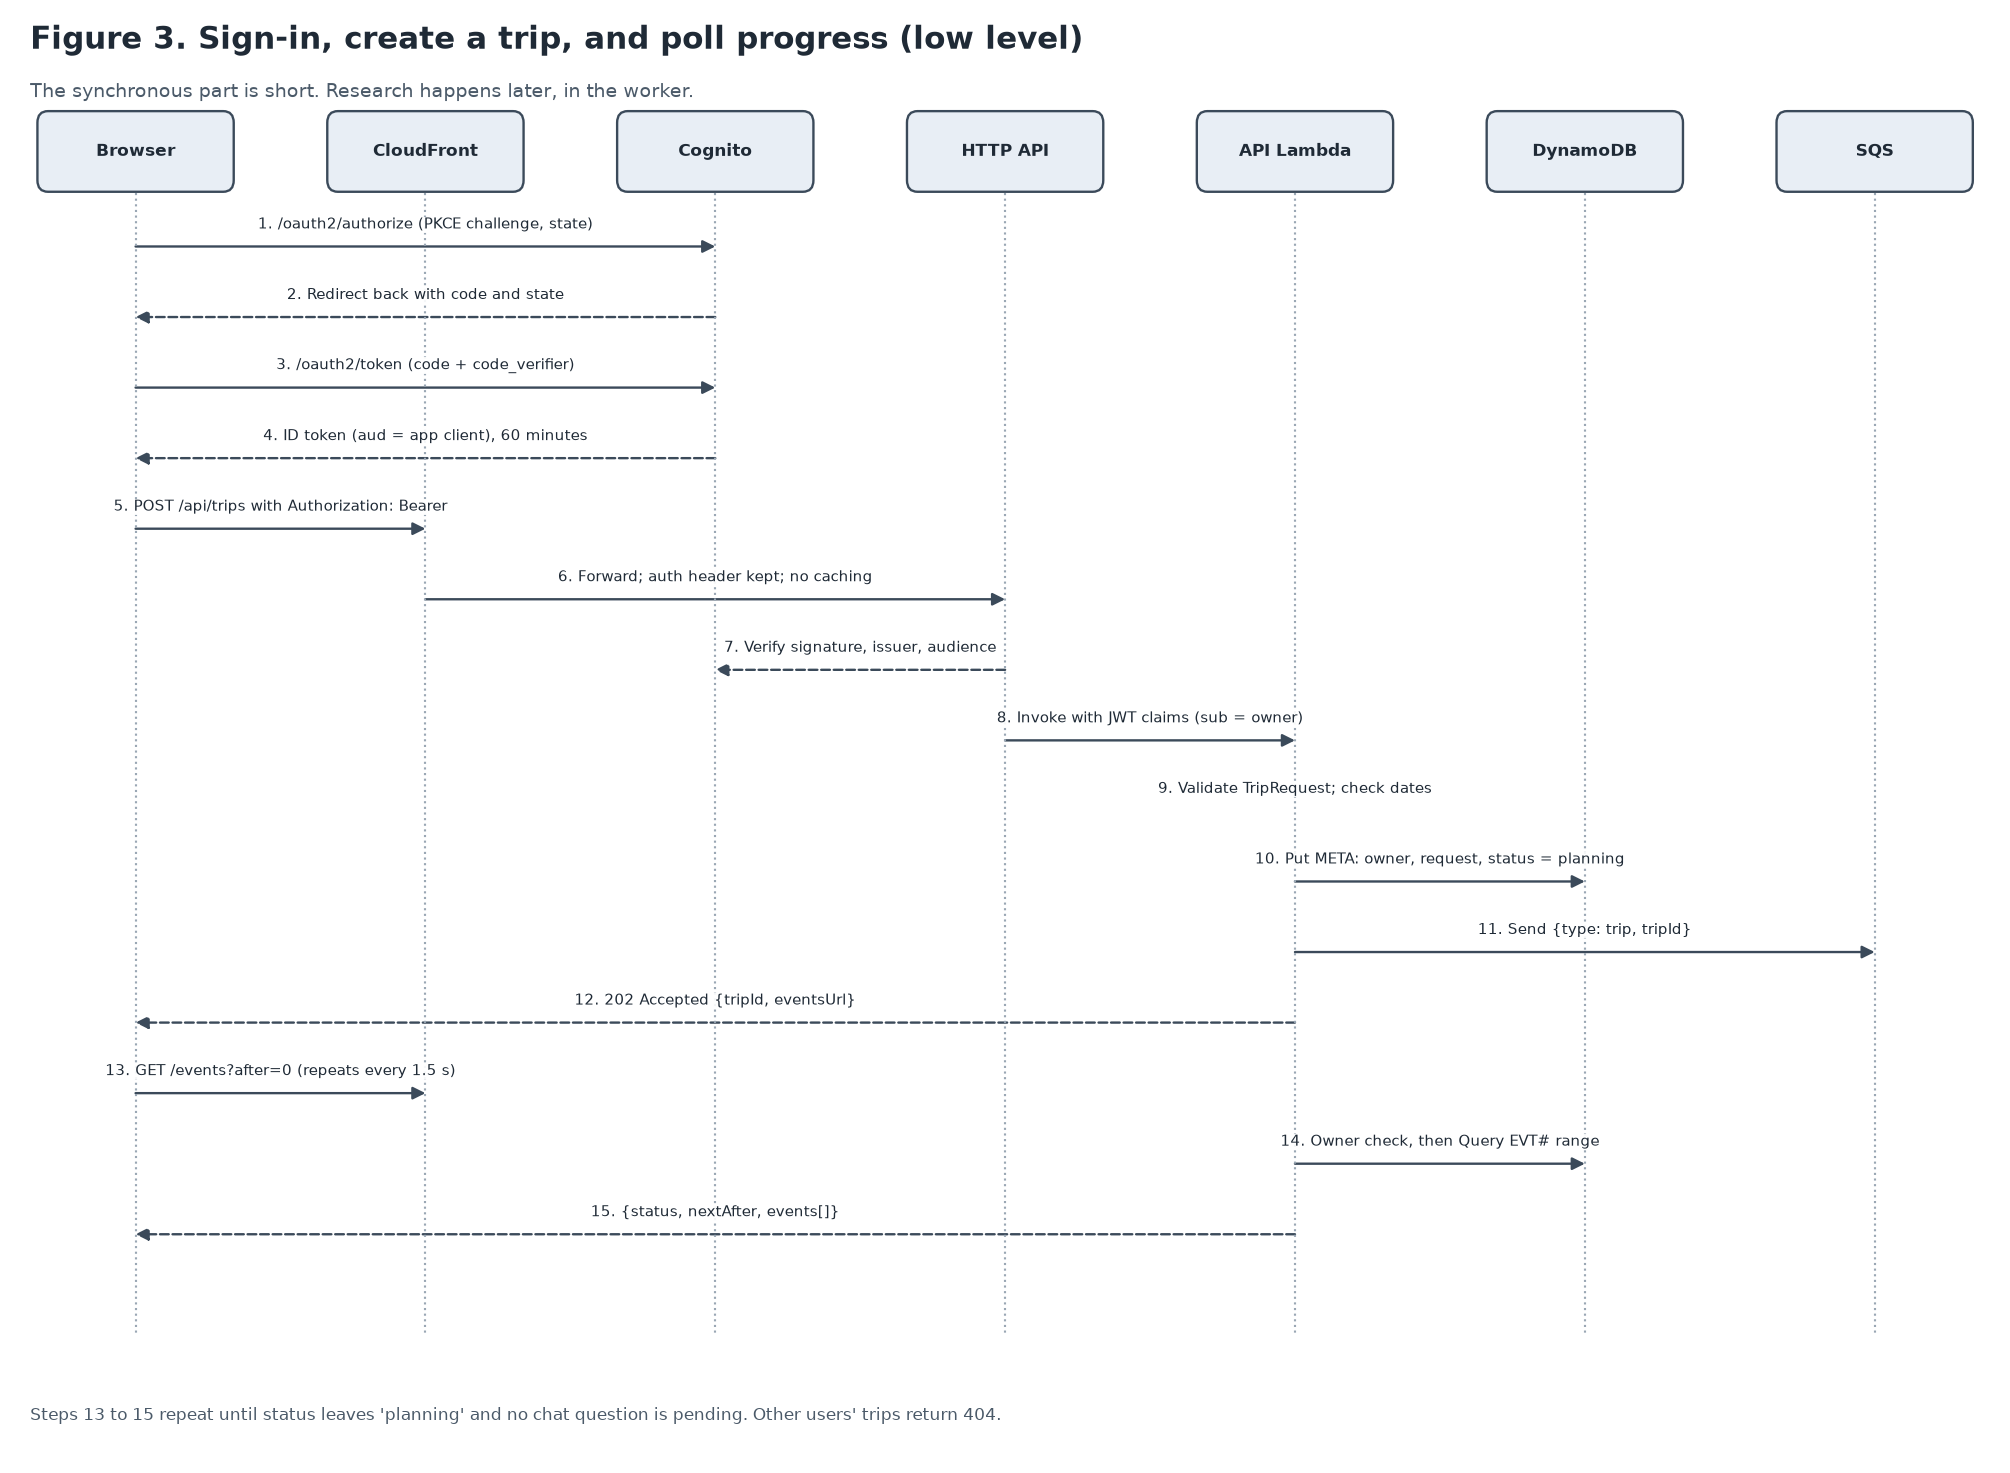 Figure 3. Sign-in, create a trip, and poll progress (low level)
The synchronous part is short. Research happens later, in the worker.
Browser
CloudFront
Cognito
HTTP API
API Lambda
DynamoDB
SQS
1. /oauth2/authorize (PKCE challenge, state)
2. Redirect back with code and state
3. /oauth2/token (code + code_verifier)
4. ID token (aud = app client), 60 minutes
5. POST /api/trips with Authorization: Bearer
6. Forward; auth header kept; no caching
7. Verify signature, issuer, audience
8. Invoke with JWT claims (sub = owner)
9. Validate TripRequest; check dates
10. Put META: owner, request, status = planning
11. Send {type: trip, tripId}
12. 202 Accepted {tripId, eventsUrl}
13. GET /events?after=0 (repeats every 1.5 s)
14. Owner check, then Query EVT# range
15. {status, nextAfter, events[]}
Steps 13 to 15 repeat until status leaves 'planning' and no chat question is pending. Other users' trips return 404.